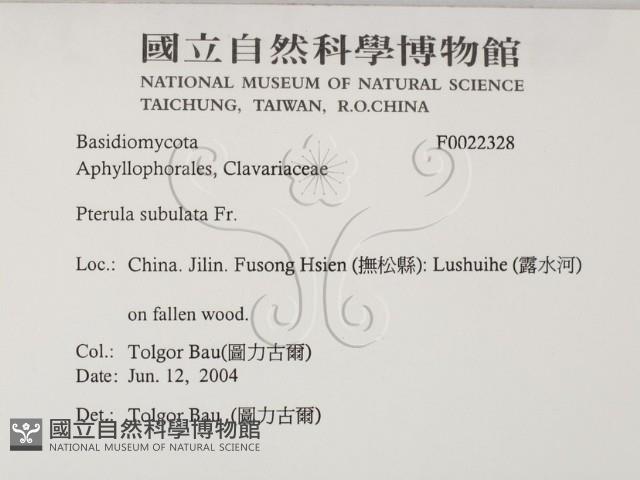 國立自然科學博物館
NATIONAL MUSEUM OF NATURAL SCIENCE
TAICHUNG, TAIWAN, R.O.CHINA
Basidiomycota F0022328
Aphyllophorales, Clavariaceae
Pterula subulata Fr.
Loc.: China. Jilin. Fusong Hsien (撫松縣): Lushuihe (露水河)
on fallen wood.
Col.: Tolgor Bau(圖力古爾)
Date: Jun. 12, 2004
Det.: Tolgor Bau (圖力古爾)
國立自然科學博物館
NATIONAL MUSEUM OF NATURAL SCIENCE